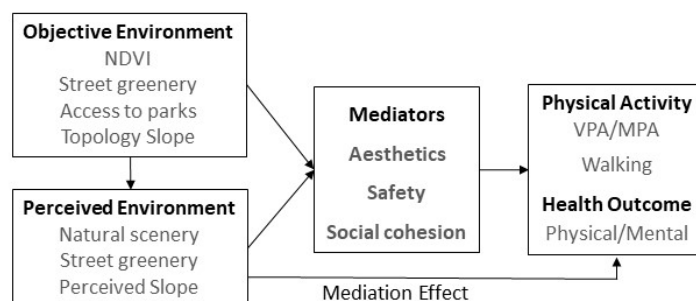 Objective Environment
NDVI
Street greenery
Access to parks
Topology Slope
Perceived Environment
Natural scenery
Street greenery
Perceived Slope
Mediators
Aesthetics
Safety
Social cohesion
Physical Activity
VPA/MPA
Walking
Health Outcome
Physical/Mental
Mediation Effect